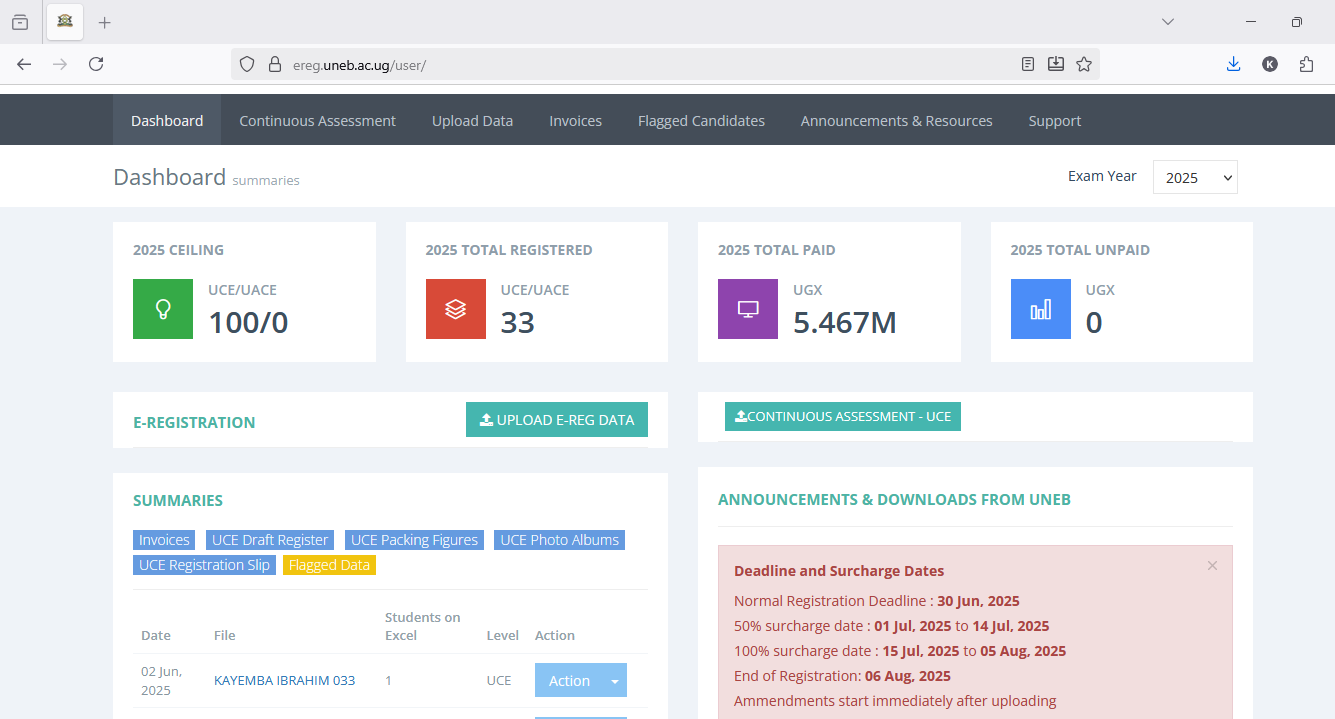 ereg.uneb.ac.ug/user/
K
Dashboard Continuous Assessment Upload Data Invoices Flagged Candidates Announcements & Resources Support
Dashboard summaries
Exam Year 2025
2025 CEILING
UCE/UACE
100/0
2025 TOTAL REGISTERED
UCE/UACE
33
2025 TOTAL PAID
UGX
5.467M
2025 TOTAL UNPAID
UGX
0
E-REGISTRATION
UPLOAD E-REG DATA
CONTINUOUS ASSESSMENT - UCE
SUMMARIES
Invoices UCE Draft Register UCE Packing Figures UCE Photo Albums
UCE Registration Slip Flagged Data
Date File Students on Excel Level Action
02 Jun, 2025 KAYEMBA IBRAHIM 033 1 UCE Action
ANNOUNCEMENTS & DOWNLOADS FROM UNEB
Deadline and Surcharge Dates
×
Normal Registration Deadline : 30 Jun, 2025
50% surcharge date : 01 Jul, 2025 to 14 Jul, 2025
100% surcharge date : 15 Jul, 2025 to 05 Aug, 2025
End of Registration: 06 Aug, 2025
Ammendments start immediately after uploading